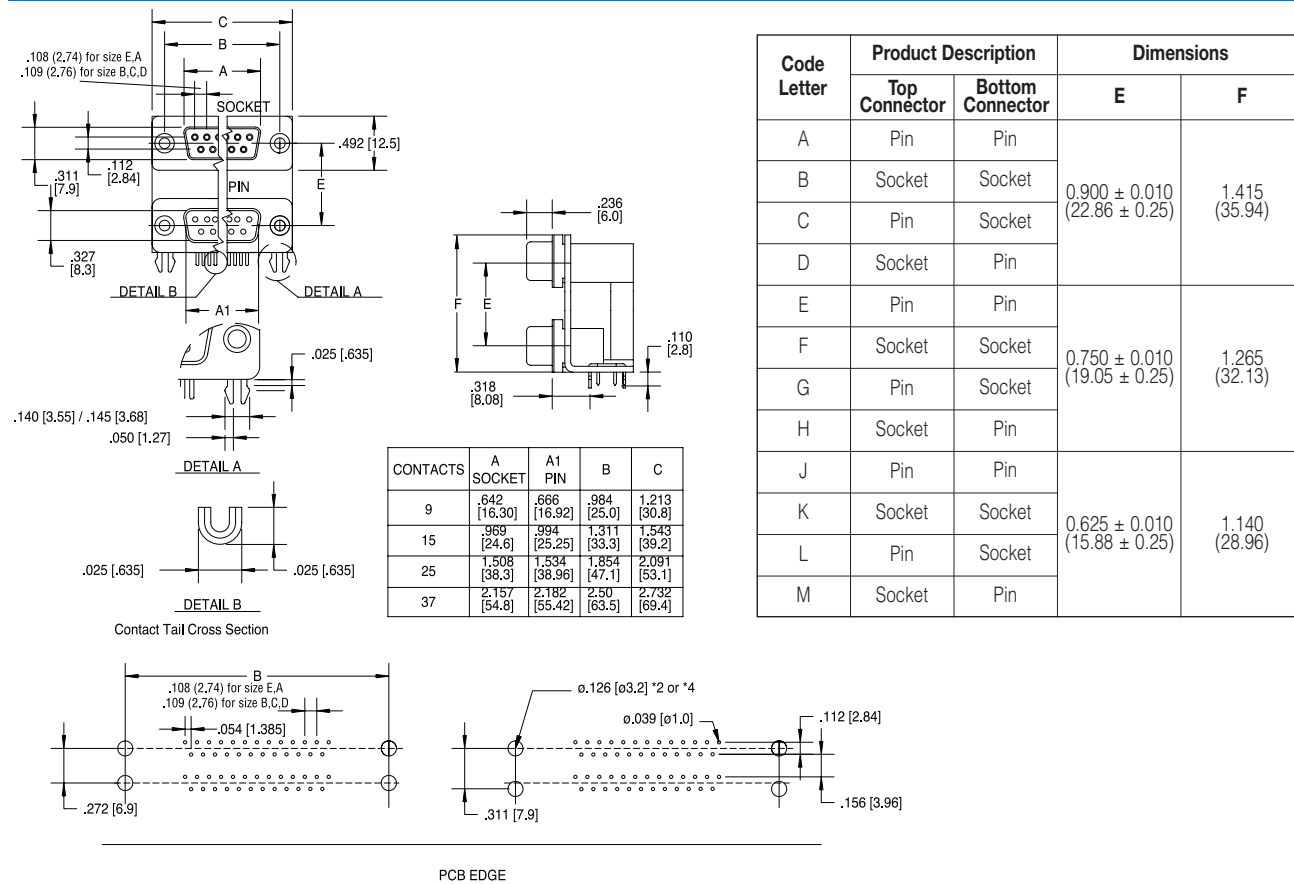 C
B
.108 (2.74) for size E,A
.109 (2.76) for size B,C,D
A
SOCKET
.492 [12.5]
.112
[2.84]
.311
[7.9]
E
PIN
.327
[8.3]
DETAIL B
DETAIL A
A1
.025 [.635]
.140 [3.55] / .145 [3.68]
.050 [1.27]
DETAIL A
.025 [.635]
.025 [.635]
DETAIL B
Contact Tail Cross Section
.236
[6.0]
F
E
.110
[2.8]
.318
[8.08]
CONTACTS A SOCKET A1 PIN B C
9 .642 [16.30] .666 [16.92] .984 [25.0] 1.213 [30.8]
15 .969 [24.6] .994 [25.25] 1.311 [33.3] 1.543 [39.2]
25 1.508 [38.3] 1.534 [38.96] 1.854 [47.1] 2.091 [53.1]
37 2.157 [54.8] 2.182 [55.42] 2.50 [63.5] 2.732 [69.4]
Code Letter Product Description Dimensions
Top Connector Bottom Connector E F
A Pin Pin
B Socket Socket
C Pin Socket
D Socket Pin
0.900 ± 0.010 1.415
(22.86 ± 0.25) (35.94)
E Pin Pin
F Socket Socket
G Pin Socket
H Socket Pin
0.750 ± 0.010 1.265
(19.05 ± 0.25) (32.13)
J Pin Pin
K Socket Socket
L Pin Socket
M Socket Pin
0.625 ± 0.010 1.140
(15.88 ± 0.25) (28.96)
B
.108 (2.74) for size E,A
.109 (2.76) for size B,C,D
.054 [1.385]
.272 [6.9]
ø.126 [ø3.2] *2 or *4
ø.039 [ø1.0]
.112 [2.84]
.156 [3.96]
.311 [7.9]
PCB EDGE